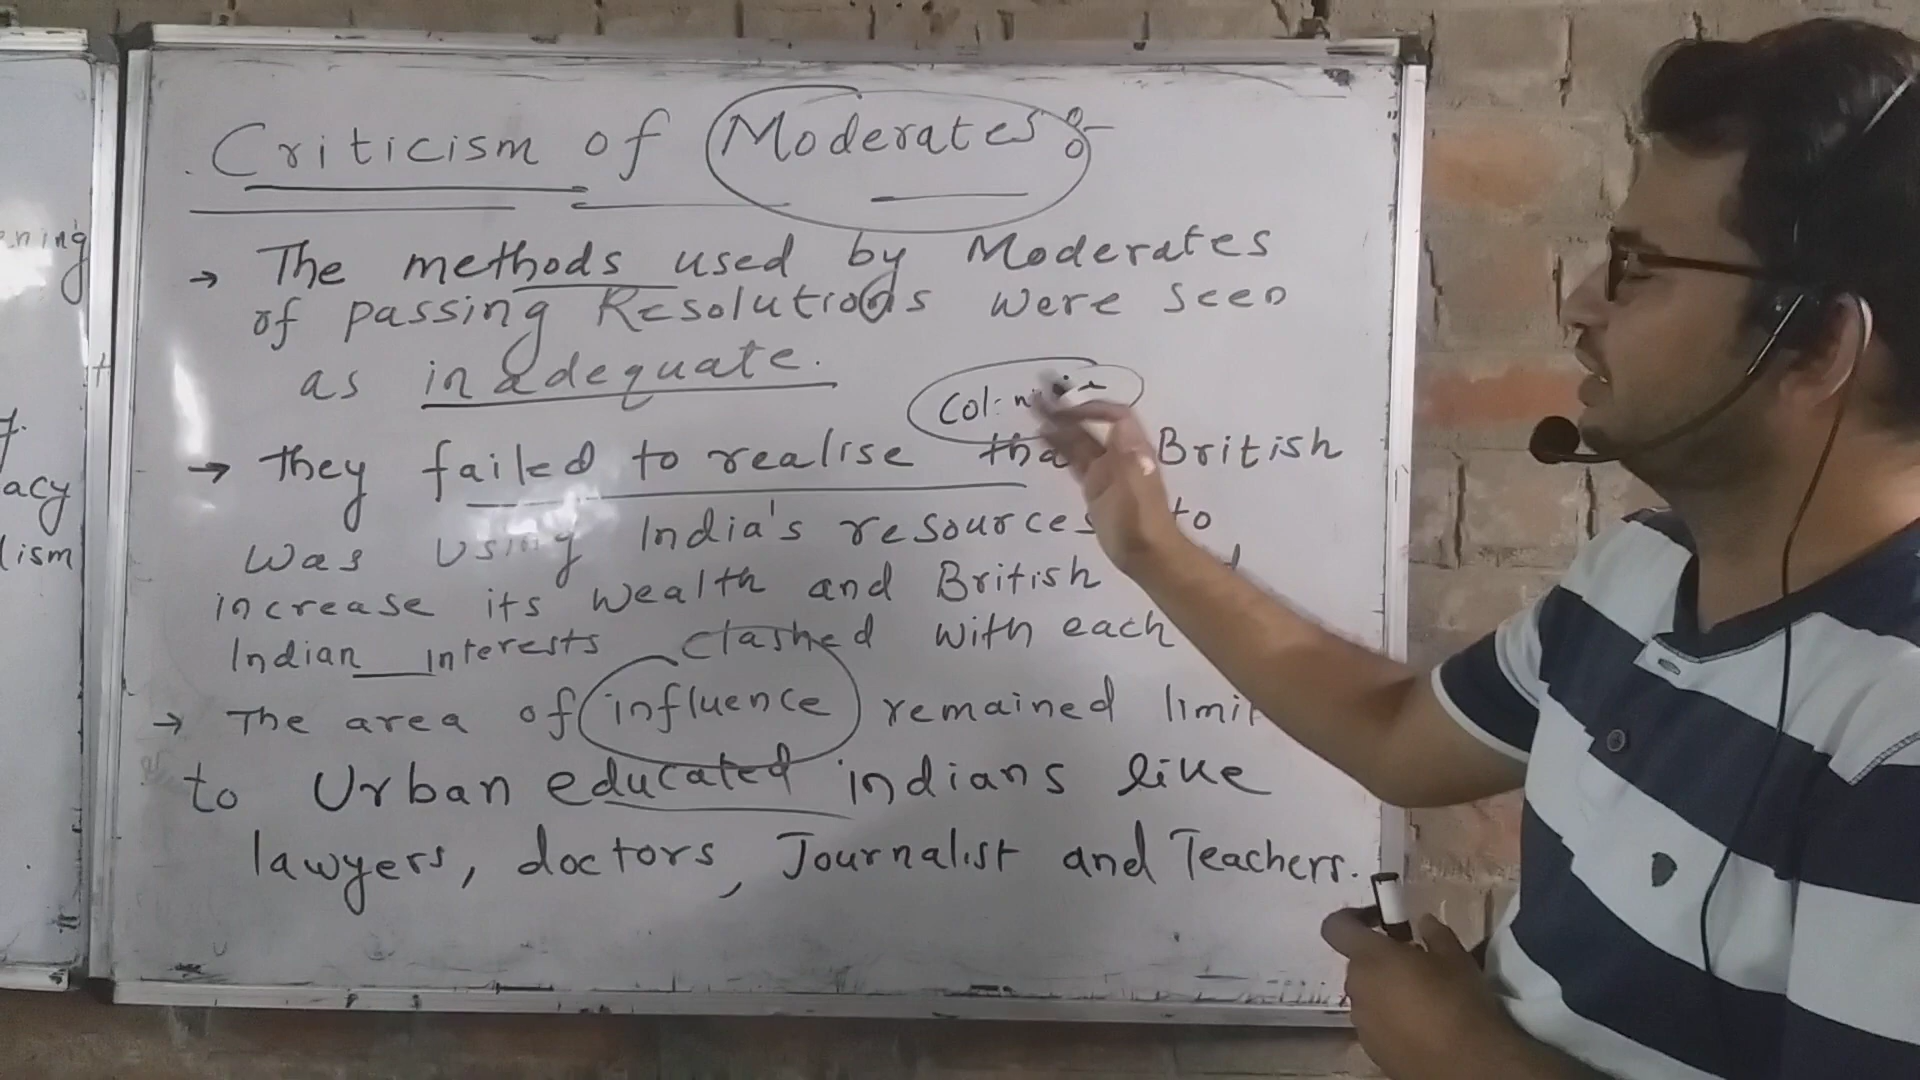 ening
y.
acy
lism
Criticism of Moderates :-
→ The methods used by Moderates
of passing Resolutions were seen
as inadequate.
→ They failed to realise British
was using India's resources to
increase its wealth and British
Indian interests clashed with each
→ The area of influence remained
to Urban educated indians like
lawyers, doctors, Journalist and Teachers.